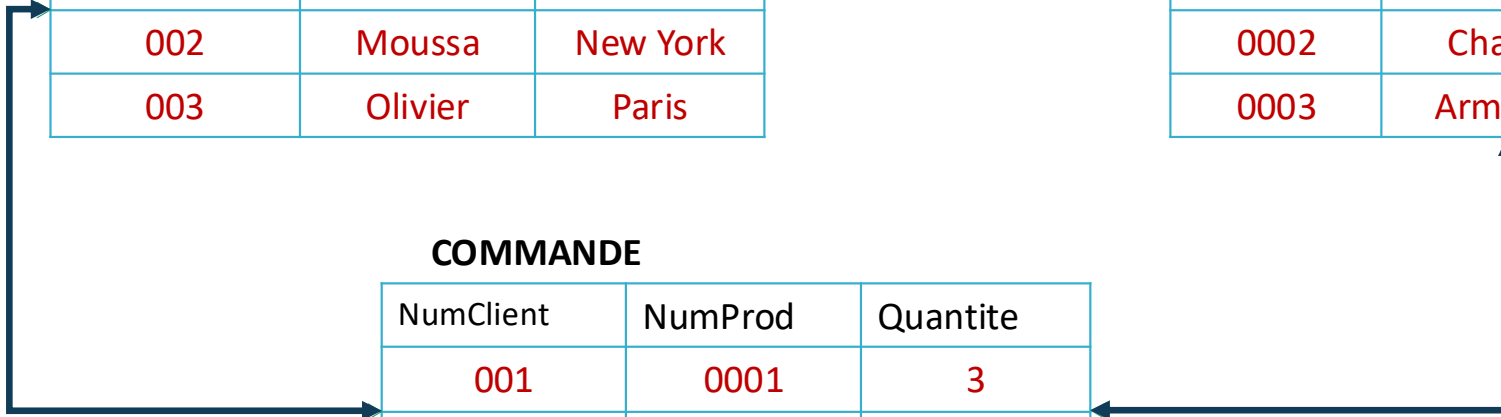 002 Moussa New York 0002
003 Olivier Paris 0003
COMMANDE
NumClient NumProd Quantite
001 0001 3